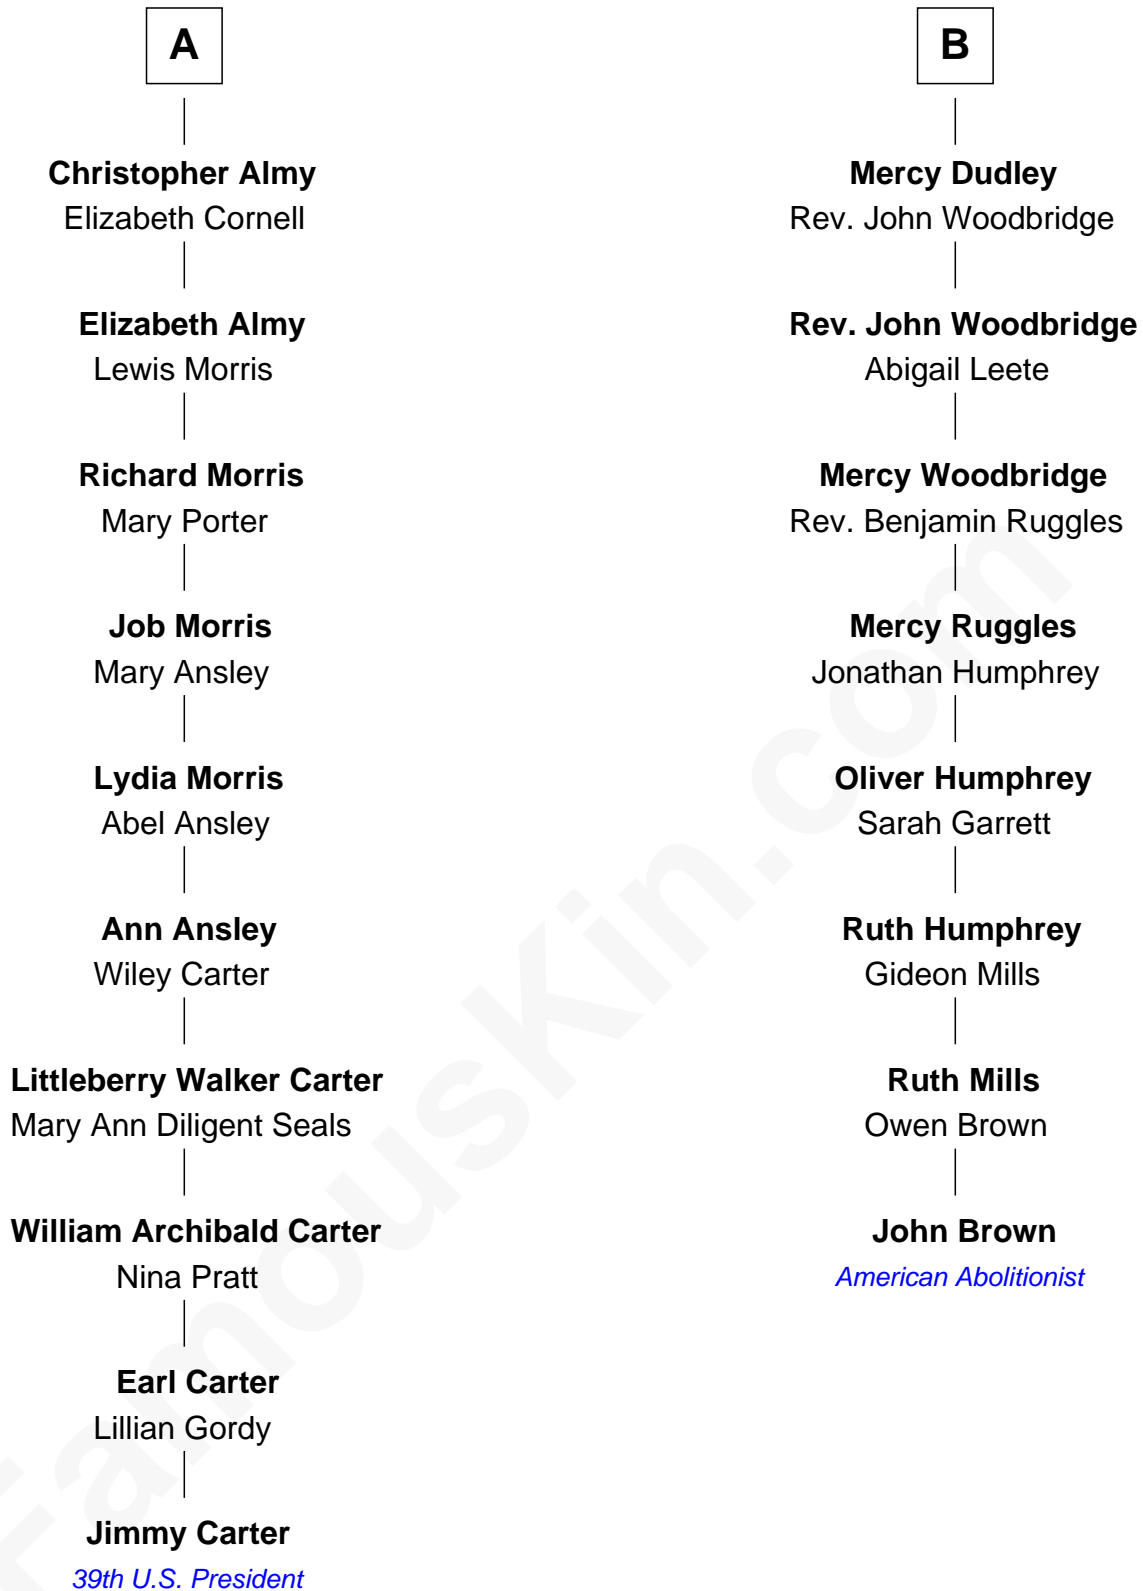 A
Christopher Almy
Elizabeth Cornell
Elizabeth Almy
Lewis Morris
Richard Morris
Mary Porter
Job Morris
Mary Ansley
Lydia Morris
Abel Ansley
Ann Ansley
Wiley Carter
Littleberry Walker Carter
Mary Ann Diligent Seals
William Archibald Carter
Nina Pratt
Earl Carter
Lillian Gordy
Jimmy Carter
39th U.S. President
B
Mercy Dudley
Rev. John Woodbridge
Rev. John Woodbridge
Abigail Leete
Mercy Woodbridge
Rev. Benjamin Ruggles
Mercy Ruggles
Jonathan Humphrey
Oliver Humphrey
Sarah Garrett
Ruth Humphrey
Gideon Mills
Ruth Mills
Owen Brown
John Brown
American Abolitionist
FamousKin.com